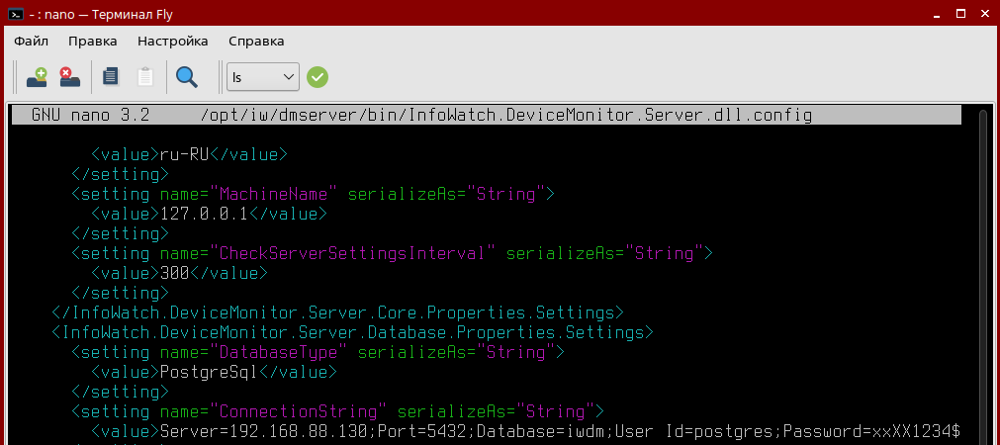 - : nano — Терминал Fly
Файл Правка Настройка Справка
ls
GNU nano 3.2 /opt/iw/dmserver/bin/InfoWatch.DeviceMonitor.Server.dll.config
<value>ru-RU</value>
</setting>
<setting name="MachineName" serializeAs="String">
<value>127.0.0.1</value>
</setting>
<setting name="CheckServerSettingsInterval" serializeAs="String">
<value>300</value>
</setting>
</InfoWatch.DeviceMonitor.Server.Core.Properties.Settings>
<InfoWatch.DeviceMonitor.Server.Database.Properties.Settings>
<setting name="DatabaseType" serializeAs="String">
<value>PostgreSql</value>
</setting>
<setting name="ConnectionString" serializeAs="String">
<value>Server=192.168.88.130;Port=5432;Database=iwdm;User Id=postgres;Password=xxXX1234$